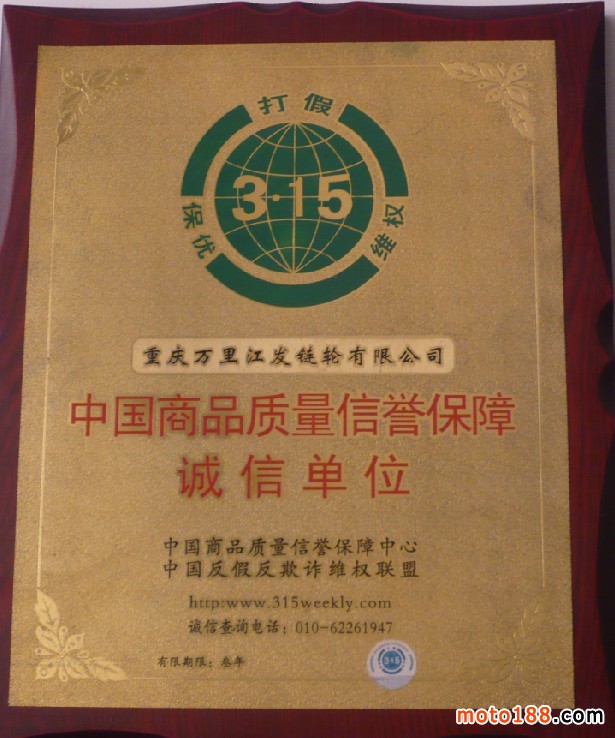 打假
3·15
保优
维权
重庆万里江发链轮有限公司
中国商品质量信誉保障
诚信单位
中国商品质量信誉保障中心
中国反假反欺诈维权联盟
http:www.315weekly.com
诚信查询电话：010-62261947
有限期限：叁年
3·15
moto188.com